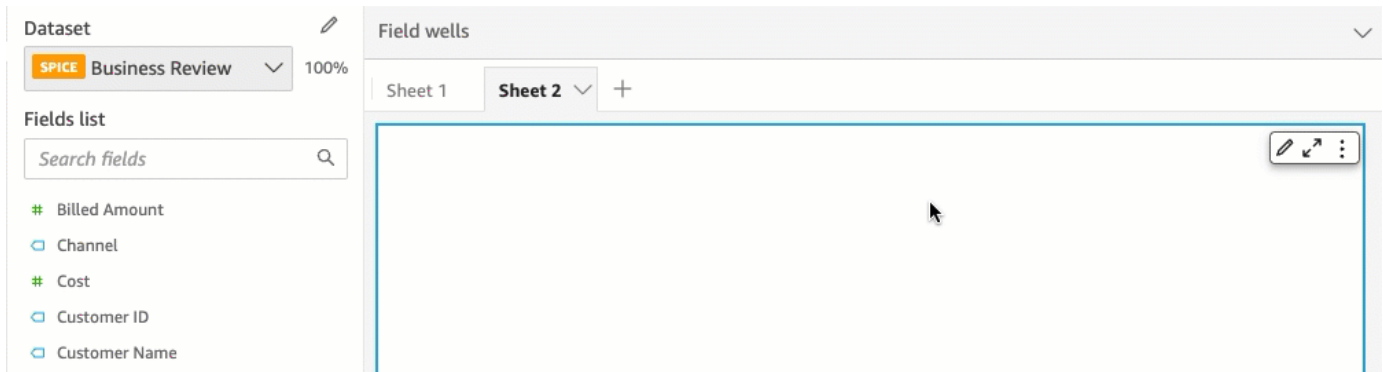 Dataset
SPICE Business Review 100%
Fields list
Search fields
# Billed Amount
Channel
# Cost
Customer ID
Customer Name
Field wells
Sheet 1 Sheet 2 +